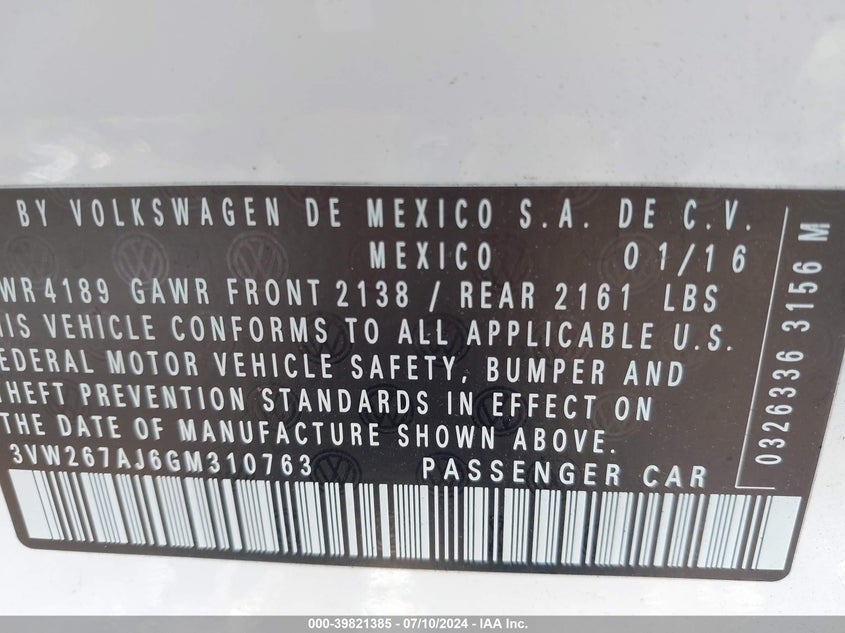 BY VOLKSWAGEN DE MEXICO S.A. DE C.V.
MEXICO 01/16
WR 4189 GAWR FRONT 2138 / REAR 2161 LBS
IS VEHICLE CONFORMS TO ALL APPLICABLE U.S.
EDERAL MOTOR VEHICLE SAFETY, BUMPER AND
HEFT PREVENTION STANDARDS IN EFFECT ON
THE DATE OF MANUFACTURE SHOWN ABOVE.
3VW267AJ6GM310763 PASSENGER CAR
0326336 3156 M
000-39821385 - 07/10/2024 - IAA Inc.